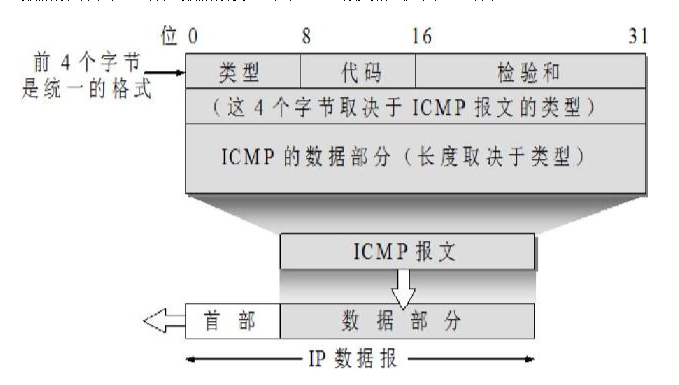 位 0 8 16 31
前 4 个字节
是统一的格式
类型 代码 检验和
(这 4 个字节取决于 ICMP 报文的类型)
ICMP 的数据部分(长度取决于类型)
ICMP 报文
首部 数据部分
IP 数据报